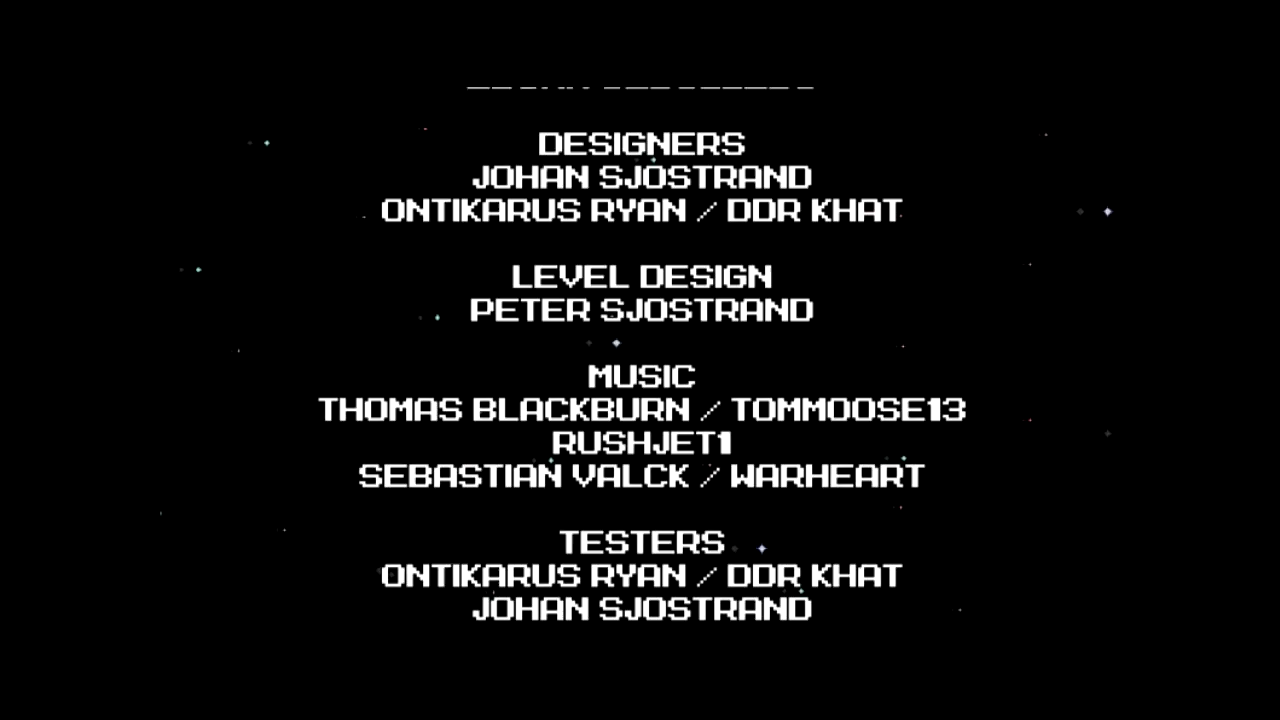 DESIGNERS
JOHAN SJOSTRAND
ONTIKARUS RYAN / DDR KHAT
LEVEL DESIGN
PETER SJOSTRAND
MUSIC
THOMAS BLACKBURN / TOMMOOSE13
RUSHJET1
SEBASTIAN VALCK / WARHEART
TESTERS
ONTIKARUS RYAN / DDR KHAT
JOHAN SJOSTRAND